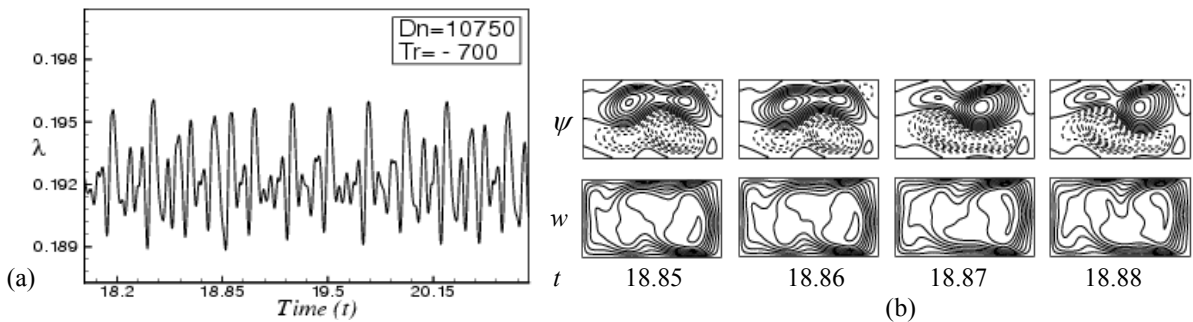 Dn=10750
Tr= - 700
0.198
0.195
λ
0.192
0.189
18.2 18.85 19.5 20.15
Time (t)
(a)
ψ
w
t 18.85 18.86 18.87 18.88
(b)